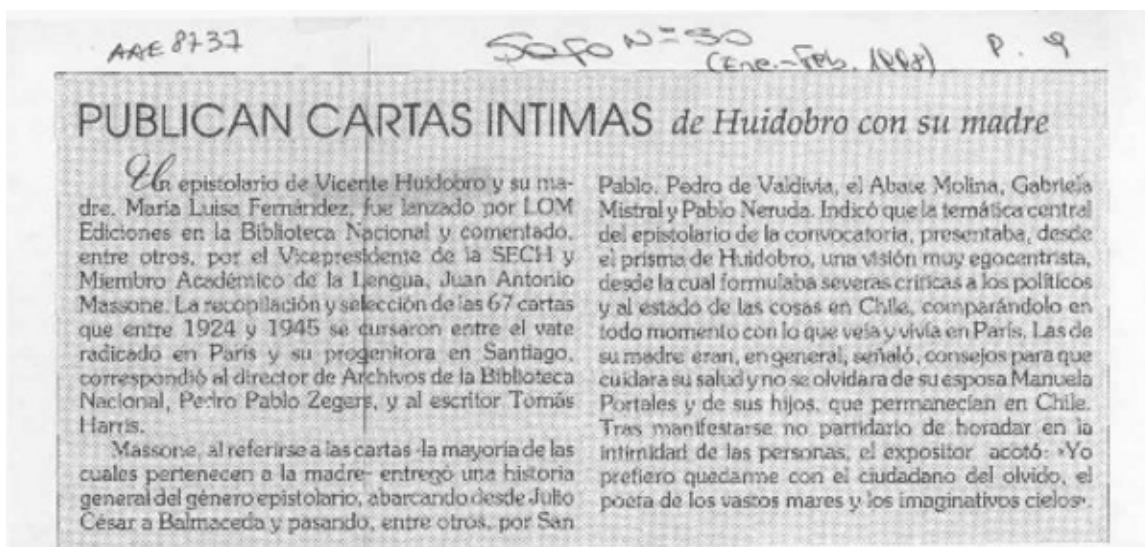 AAE 8737
Safo Nº 30
(Ene.-Feb. 1998) P. 9
PUBLICAN CARTAS INTIMAS de Huidobro con su madre
Un epistolario de Vicente Huidobro y su ma-
dre, María Luisa Fernández, fue lanzado por LOM
Ediciones en la Biblioteca Nacional y comentado,
entre otros, por el Vicepresidente de la SECH y
Miembro Académico de la Lengua, Juan Antonio
Massone. La recopilación y selección de las 67 cartas
que entre 1924 y 1945 se cursaron entre el vate
radicado en París y su progenitora en Santiago,
correspondió al director de Archivos de la Biblioteca
Nacional, Pedro Pablo Zegers, y al escritor Tomás
Harris.
Massone, al referirse a las cartas -la mayoría de las
cuales pertenecen a la madre- entregó una historia
general del género epistolario, abarcando desde Julio
César a Balmaceda y pasando, entre otros, por San
Pablo, Pedro de Valdivia, el Abate Molina, Gabriela
Mistral y Pablo Neruda. Indicó que la temática central
del epistolario de la convocatoria, presentaba, desde
el prisma de Huidobro, una visión muy egocentrista,
desde la cual formulaba severas críticas a los políticos
y al estado de las cosas en Chile, comparándolo en
todo momento con lo que veía y vivía en París. Las de
su madre eran, en general, señaló, consejos para que
cuidara su salud y no se olvidara de su esposa Manuela
Portales y de sus hijos, que permanecían en Chile.
Tras manifestarse no partidario de horadar en la
intimidad de las personas, el expositor acotó: «Yo
prefiero quedarme con el ciudadano del olvido, el
poeta de los vastos mares y los imaginativos cielos».